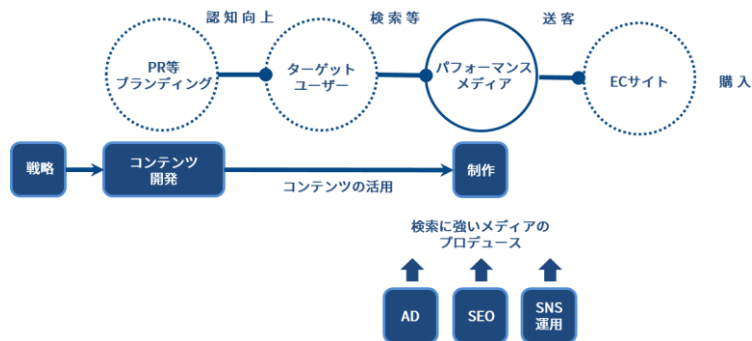 認知向上
検索等
送客
PR等
ブランディング
ターゲット
ユーザー
パフォーマンス
メディア
ECサイト
購入
戦略
コンテンツ
開発
コンテンツの活用
制作
検索に強いメディアの
プロデュース
AD
SEO
SNS
運用